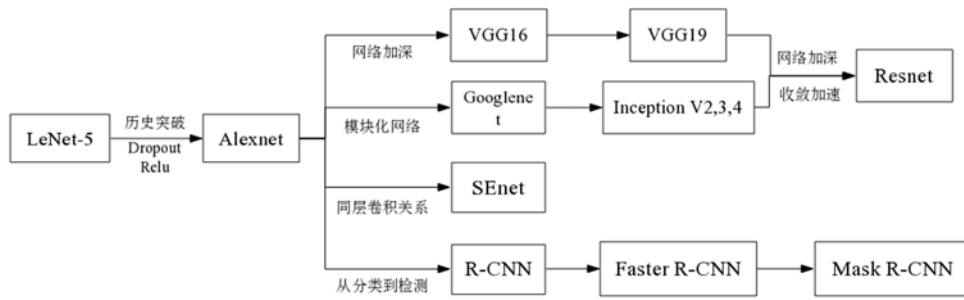 VGG16
VGG19
网络加深
网络加深
Resnet
收敛加速
Googlene
t
Inception V2,3,4
历史突破
模块化网络
LeNet-5
Alexnet
Dropout
Relu
SEnet
同层卷积关系
R-CNN
Faster R-CNN
Mask R-CNN
从分类到检测